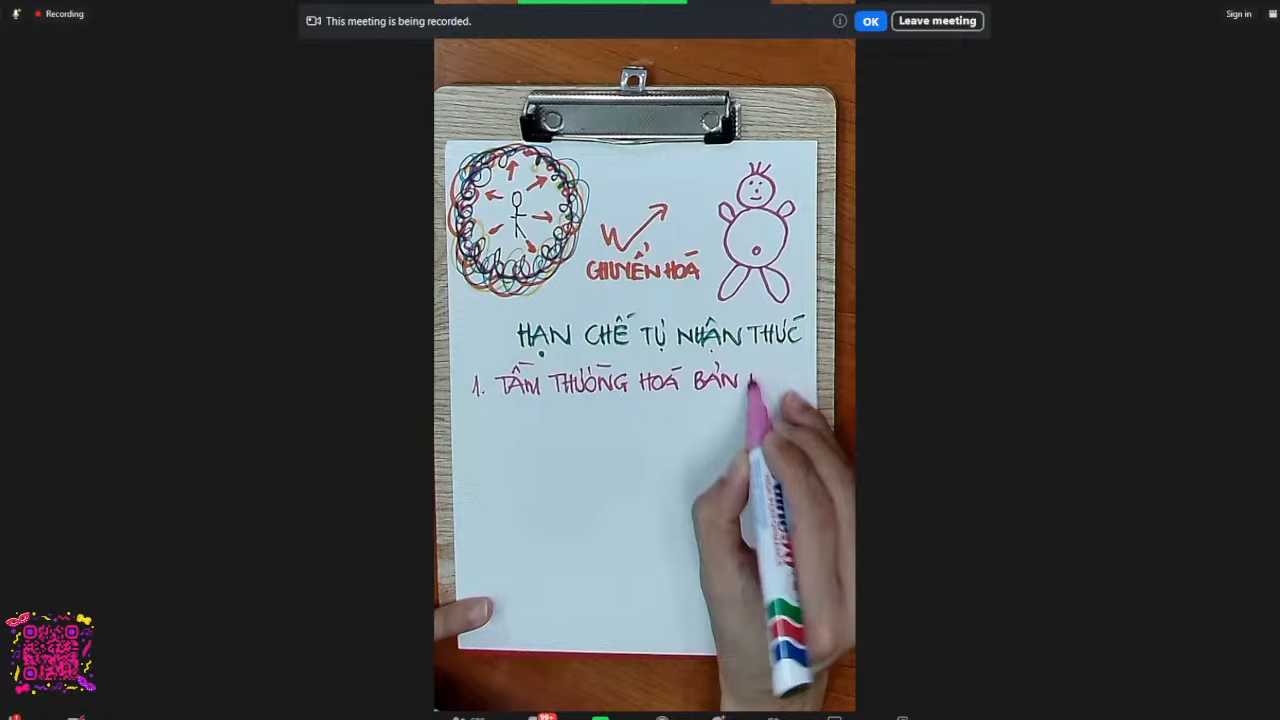 Recording
This meeting is being recorded.
OK
Leave meeting
Sign in
CHUYỂN HOÁ
HẠN CHẾ TỰ NHẬN THỨC
1. TẦM THƯỜNG HOÁ BẢN
99+